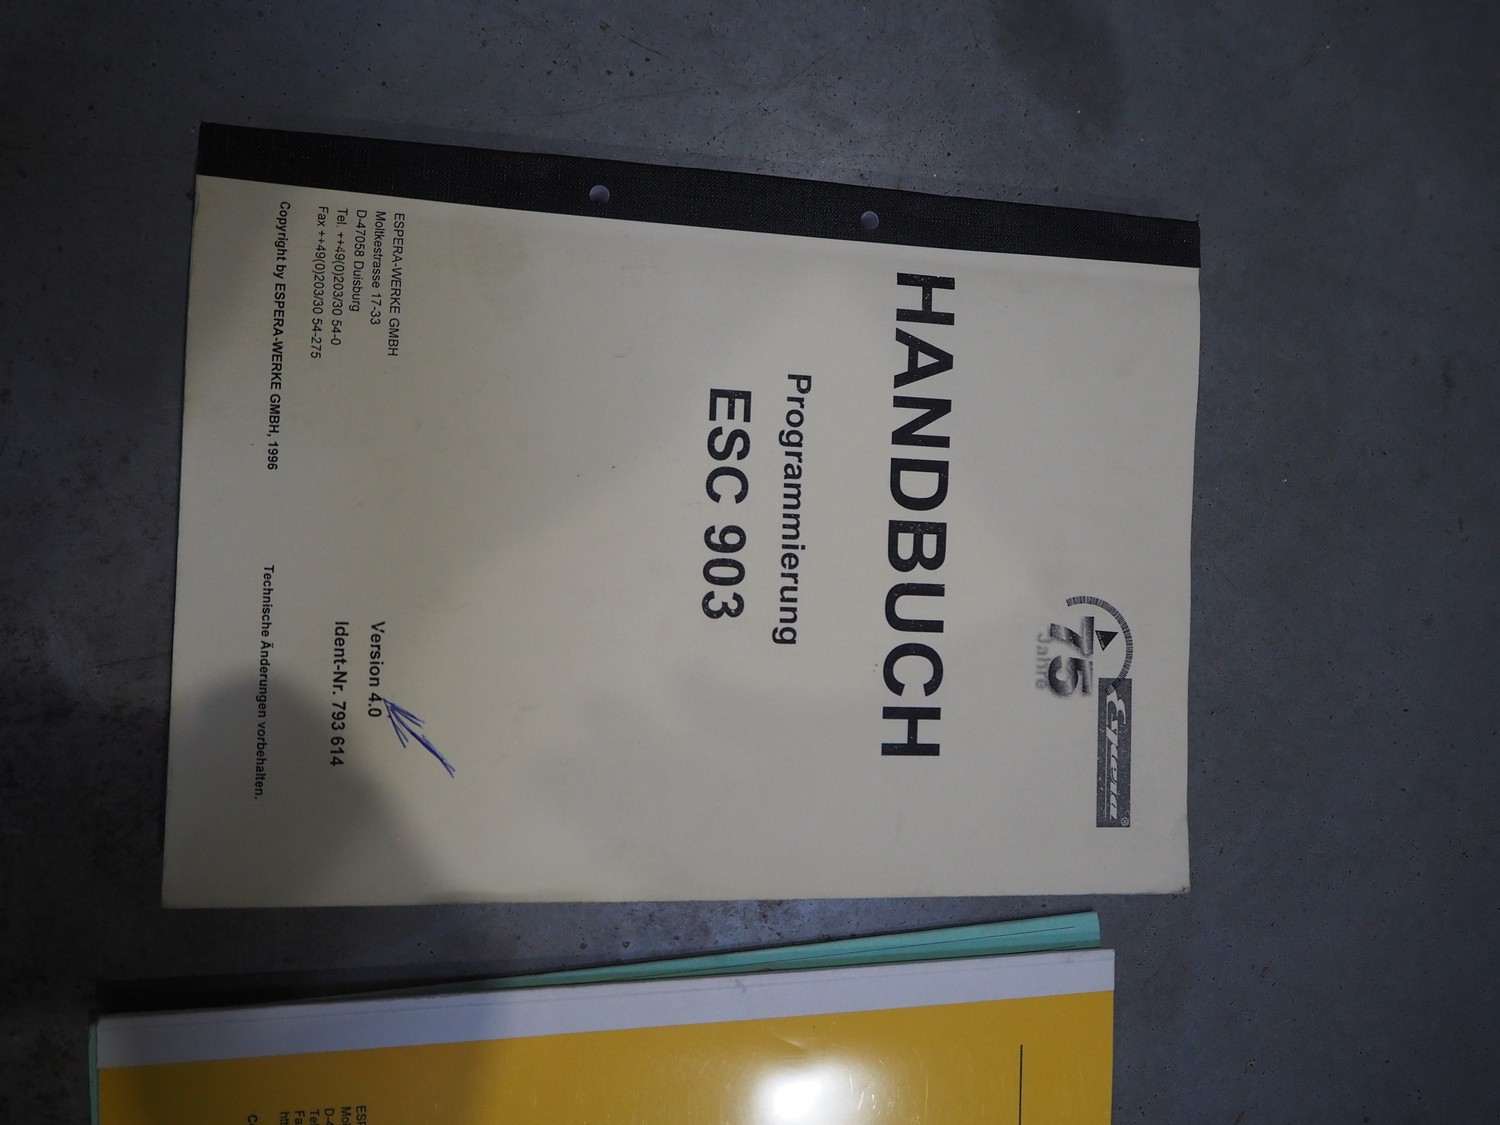 75
Jahre
Espera®
HANDBUCH
Programmierung
ESC 903
ESPERA-WERKE GMBH
Moltkestrasse 17-33
D-47058 Duisburg
Tel. ++49(0)203/30 54-0
Fax ++49(0)203/30 54-275
Version 4.0
Ident-Nr. 793 614
Copyright by ESPERA-WERKE GMBH, 1996
Technische Änderungen vorbehalten.